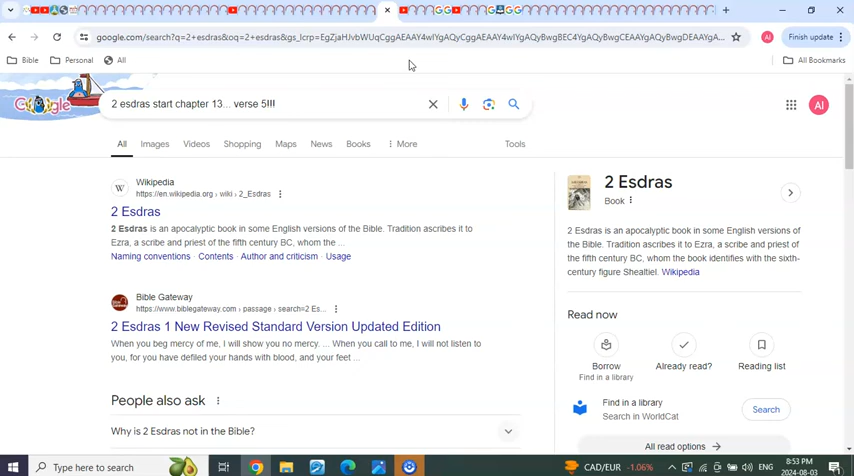 google.com/search?q=2+esdras&oq=2+esdras&gs_lcrp=EgZjaHJvbWUqCggAEAAY4wIYgAQyCggAEAAY4wIYgAQyBwgBEC4YgAQyBwgCEAAYgAQyBwgDEAAYgA...
AI
Finish update
Bible
Personal
All
All Bookmarks
Google
2 esdras start chapter 13... verse 5!!!
AI
All
Images
Videos
Shopping
Maps
News
Books
More
Tools
W
Wikipedia
https://en.wikipedia.org › wiki › 2_Esdras
2 Esdras
2 Esdras is an apocalyptic book in some English versions of the Bible. Tradition ascribes it to
Ezra, a scribe and priest of the fifth century BC, whom the ...
Naming conventions · Contents · Author and criticism · Usage
Bible Gateway
https://www.biblegateway.com › passage › search=2 Es...
2 Esdras 1 New Revised Standard Version Updated Edition
When you beg mercy of me, I will show you no mercy. ... When you call to me, I will not listen to
you, for you have defiled your hands with blood, and your feet ...
People also ask
Why is 2 Esdras not in the Bible?
2 Esdras
Book
2 Esdras is an apocalyptic book in some English versions of
the Bible. Tradition ascribes it to Ezra, a scribe and priest of
the fifth century BC, whom the book identifies with the sixth-
century figure Shealtiel. Wikipedia
Read now
Borrow
Find in a library
Already read?
Reading list
Find in a library
Search in WorldCat
Search
All read options
Type here to search
CAD/EUR -1.06%
ENG
8:53 PM
2024-08-03